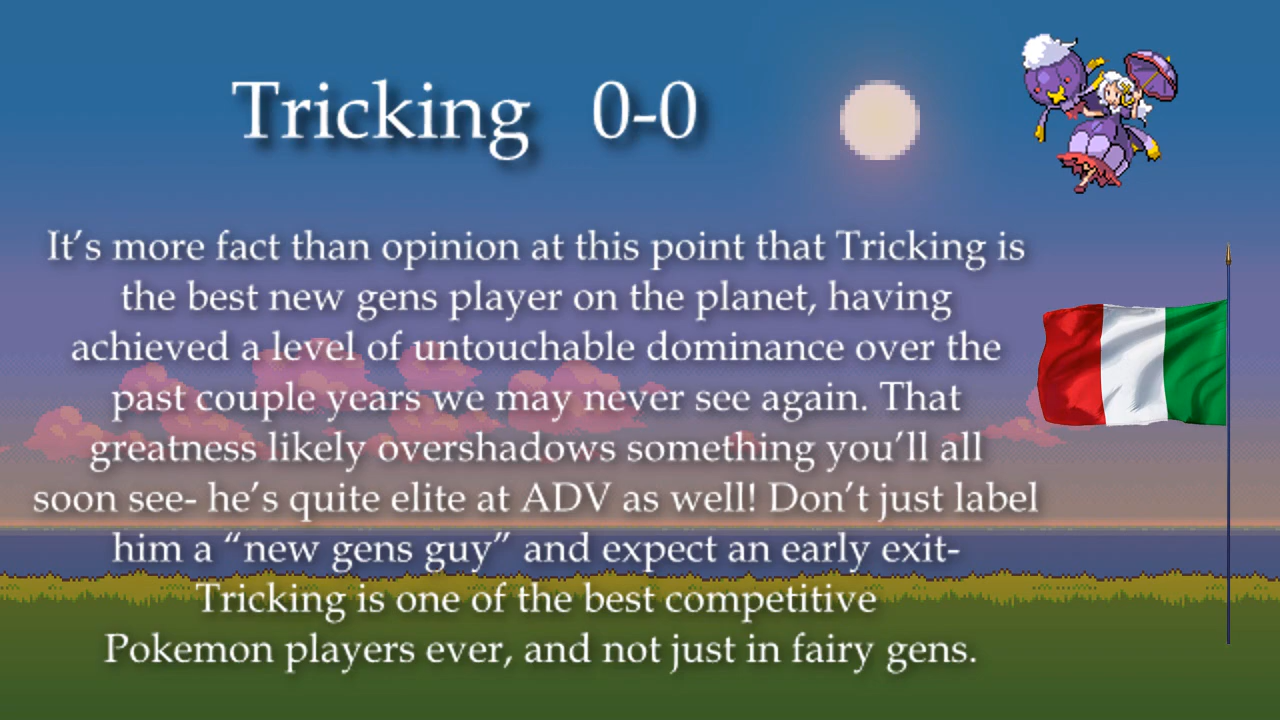 Tricking 0-0
It’s more fact than opinion at this point that Tricking is
the best new gens player on the planet, having
achieved a level of untouchable dominance over the
past couple years we may never see again. That
greatness likely overshadows something you’ll all
soon see- he’s quite elite at ADV as well! Don’t just label
him a “new gens guy” and expect an early exit-
Tricking is one of the best competitive
Pokemon players ever, and not just in fairy gens.